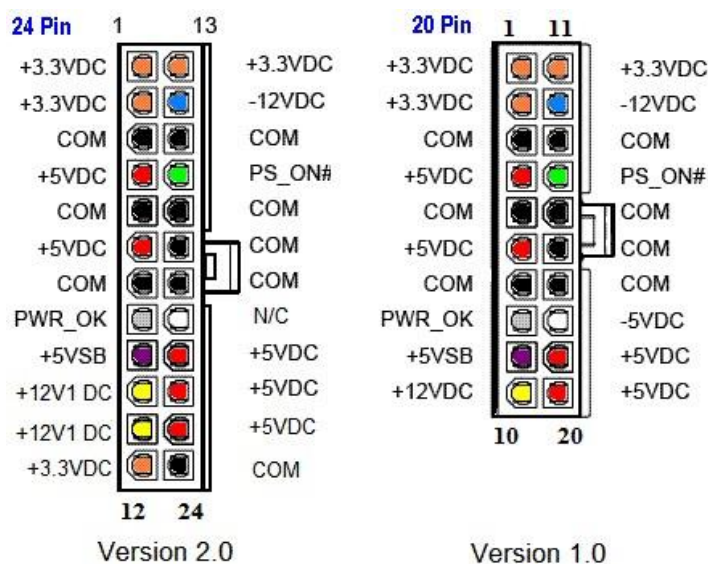 24 Pin 1 13
+3.3VDC +3.3VDC
+3.3VDC -12VDC
COM COM
+5VDC PS_ON#
COM COM
+5VDC COM
COM COM
PWR_OK N/C
+5VSB +5VDC
+12V1 DC +5VDC
+12V1 DC +5VDC
+3.3VDC COM
12 24
Version 2.0
20 Pin 1 11
+3.3VDC +3.3VDC
+3.3VDC -12VDC
COM COM
+5VDC PS_ON#
COM COM
+5VDC COM
COM COM
PWR_OK -5VDC
+5VSB +5VDC
+12VDC +5VDC
10 20
Version 1.0